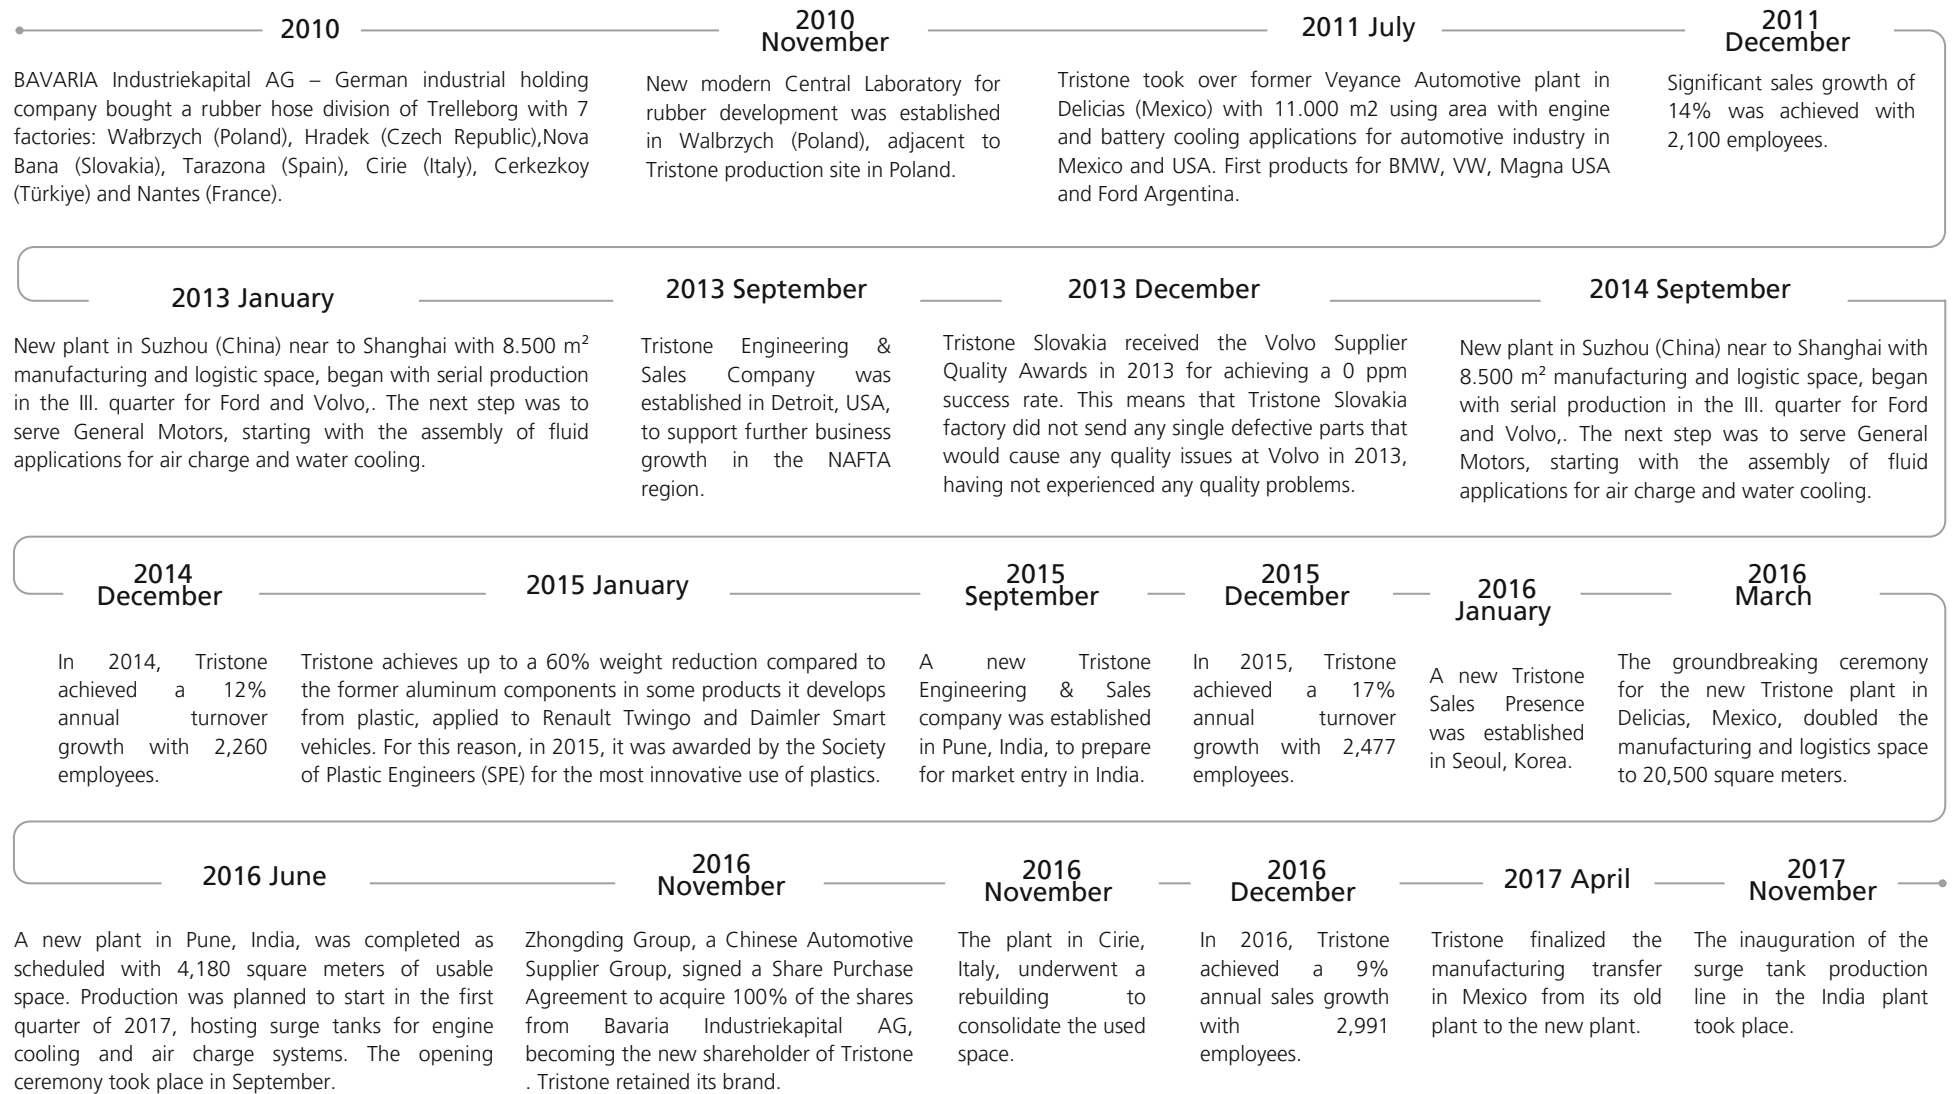 2010
BAVARIA Industriekapital AG – German industrial holding
company bought a rubber hose division of Trelleborg with 7
factories: Wałbrzych (Poland), Hradek (Czech Republic),Nova
Bana (Slovakia), Tarazona (Spain), Cirie (Italy), Cerkezkoy
(Türkiye) and Nantes (France).
2010
November
New modern Central Laboratory for
rubber development was established
in Walbrzych (Poland), adjacent to
Tristone production site in Poland.
2011 July
Tristone took over former Veyance Automotive plant in
Delicias (Mexico) with 11.000 m2 using area with engine
and battery cooling applications for automotive industry in
Mexico and USA. First products for BMW, VW, Magna USA
and Ford Argentina.
2011
December
Significant sales growth of
14% was achieved with
2,100 employees.
2013 January
New plant in Suzhou (China) near to Shanghai with 8.500 m²
manufacturing and logistic space, began with serial production
in the III. quarter for Ford and Volvo,. The next step was to
serve General Motors, starting with the assembly of fluid
applications for air charge and water cooling.
2013 September
Tristone Engineering &
Sales Company was
established in Detroit, USA,
to support further business
growth in the NAFTA
region.
2013 December
Tristone Slovakia received the Volvo Supplier
Quality Awards in 2013 for achieving a 0 ppm
success rate. This means that Tristone Slovakia
factory did not send any single defective parts that
would cause any quality issues at Volvo in 2013,
having not experienced any quality problems.
2014 September
New plant in Suzhou (China) near to Shanghai with
8.500 m² manufacturing and logistic space, began
with serial production in the III. quarter for Ford
and Volvo,. The next step was to serve General
Motors, starting with the assembly of fluid
applications for air charge and water cooling.
2014
December
In 2014, Tristone
achieved a 12%
annual turnover
growth with 2,260
employees.
2015 January
Tristone achieves up to a 60% weight reduction compared to
the former aluminum components in some products it develops
from plastic, applied to Renault Twingo and Daimler Smart
vehicles. For this reason, in 2015, it was awarded by the Society
of Plastic Engineers (SPE) for the most innovative use of plastics.
2015
September
A new Tristone
Engineering & Sales
company was established
in Pune, India, to prepare
for market entry in India.
2015
December
In 2015, Tristone
achieved a 17%
annual turnover
growth with 2,477
employees.
2016
January
A new Tristone
Sales Presence
was established
in Seoul, Korea.
2016
March
The groundbreaking ceremony
for the new Tristone plant in
Delicias, Mexico, doubled the
manufacturing and logistics space
to 20,500 square meters.
2016 June
A new plant in Pune, India, was completed as
scheduled with 4,180 square meters of usable
space. Production was planned to start in the first
quarter of 2017, hosting surge tanks for engine
cooling and air charge systems. The opening
ceremony took place in September.
2016
November
Zhongding Group, a Chinese Automotive
Supplier Group, signed a Share Purchase
Agreement to acquire 100% of the shares
from Bavaria Industriekapital AG,
becoming the new shareholder of Tristone
. Tristone retained its brand.
2016
November
The plant in Cirie,
Italy, underwent a
rebuilding to
consolidate the used
space.
2016
December
In 2016, Tristone
achieved a 9%
annual sales growth
with 2,991
employees.
2017 April
Tristone finalized the
manufacturing transfer
in Mexico from its old
plant to the new plant.
2017
November
The inauguration of the
surge tank production
line in the India plant
took place.